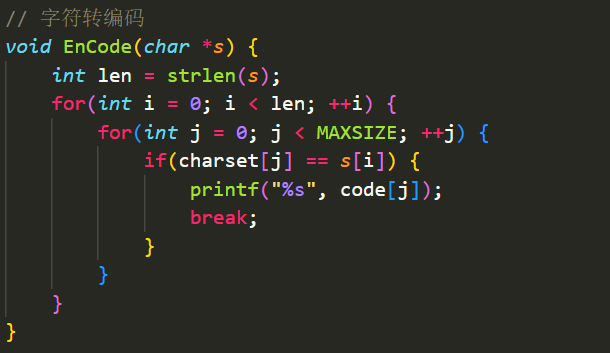 // 字符转编码
void EnCode(char *s) {
    int len = strlen(s);
    for(int i = 0; i < len; ++i) {
        for(int j = 0; j < MAXSIZE; ++j) {
            if(charset[j] == s[i]) {
                printf("%s", code[j]);
                break;
            }
        }
    }
}